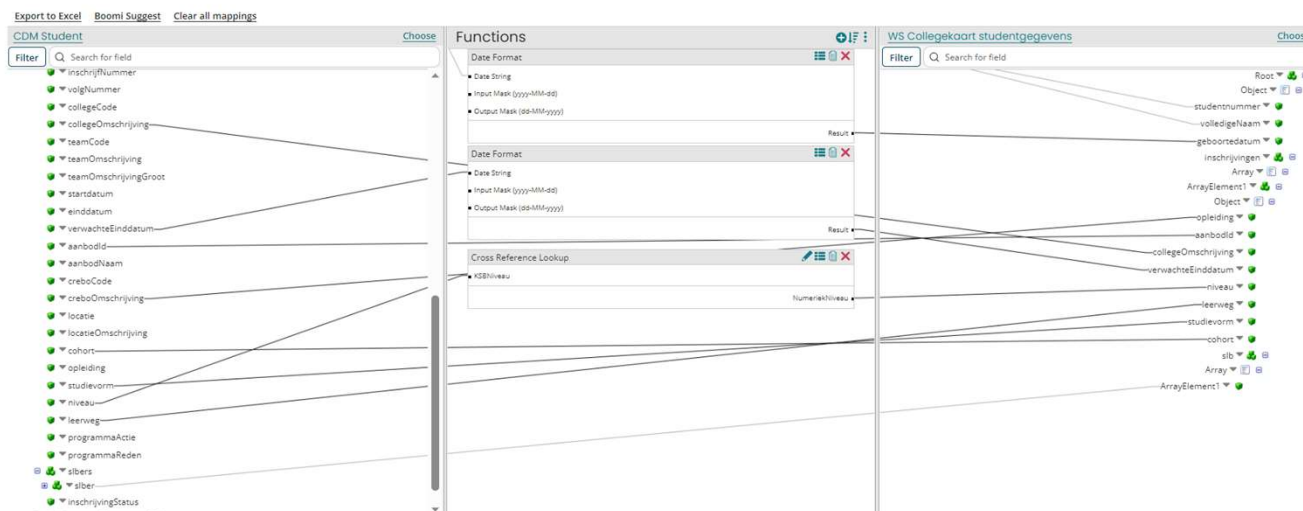 Export to Excel Boomi Suggest Clear all mappings
CDM Student Choose
Filter Search for field
inschrijfNummer
volgNummer
collegeCode
collegeOmschrijving
teamCode
teamOmschrijving
teamOmschrijvingGroot
startdatum
einddatum
verwachteEinddatum
aanbodId
aanbodNaam
creboCode
creboOmschrijving
locatie
locatieOmschrijving
cohort
opleiding
studievorm
niveau
leerweg
programmaActie
programmaReden
slbers
slber
inschrijvingStatus
Functions
Date Format
Date String
Input Mask (yyyy-MM-dd)
Output Mask (dd-MM-yyyy)
Result
Date Format
Date String
Input Mask (yyyy-MM-dd)
Output Mask (dd-MM-yyyy)
Result
Cross Reference Lookup
KSBNiveau
NumeriekNiveau
WS Collegekaart studentgegevens Choos
Filter Search for field
Root
Object
studentnummer
volledigeNaam
geboortedatum
inschrijvingen
Array
ArrayElement1
Object
opleiding
aanbodId
collegeOmschrijving
verwachteEinddatum
niveau
leerweg
studievorm
cohort
slb
Array
ArrayElement1